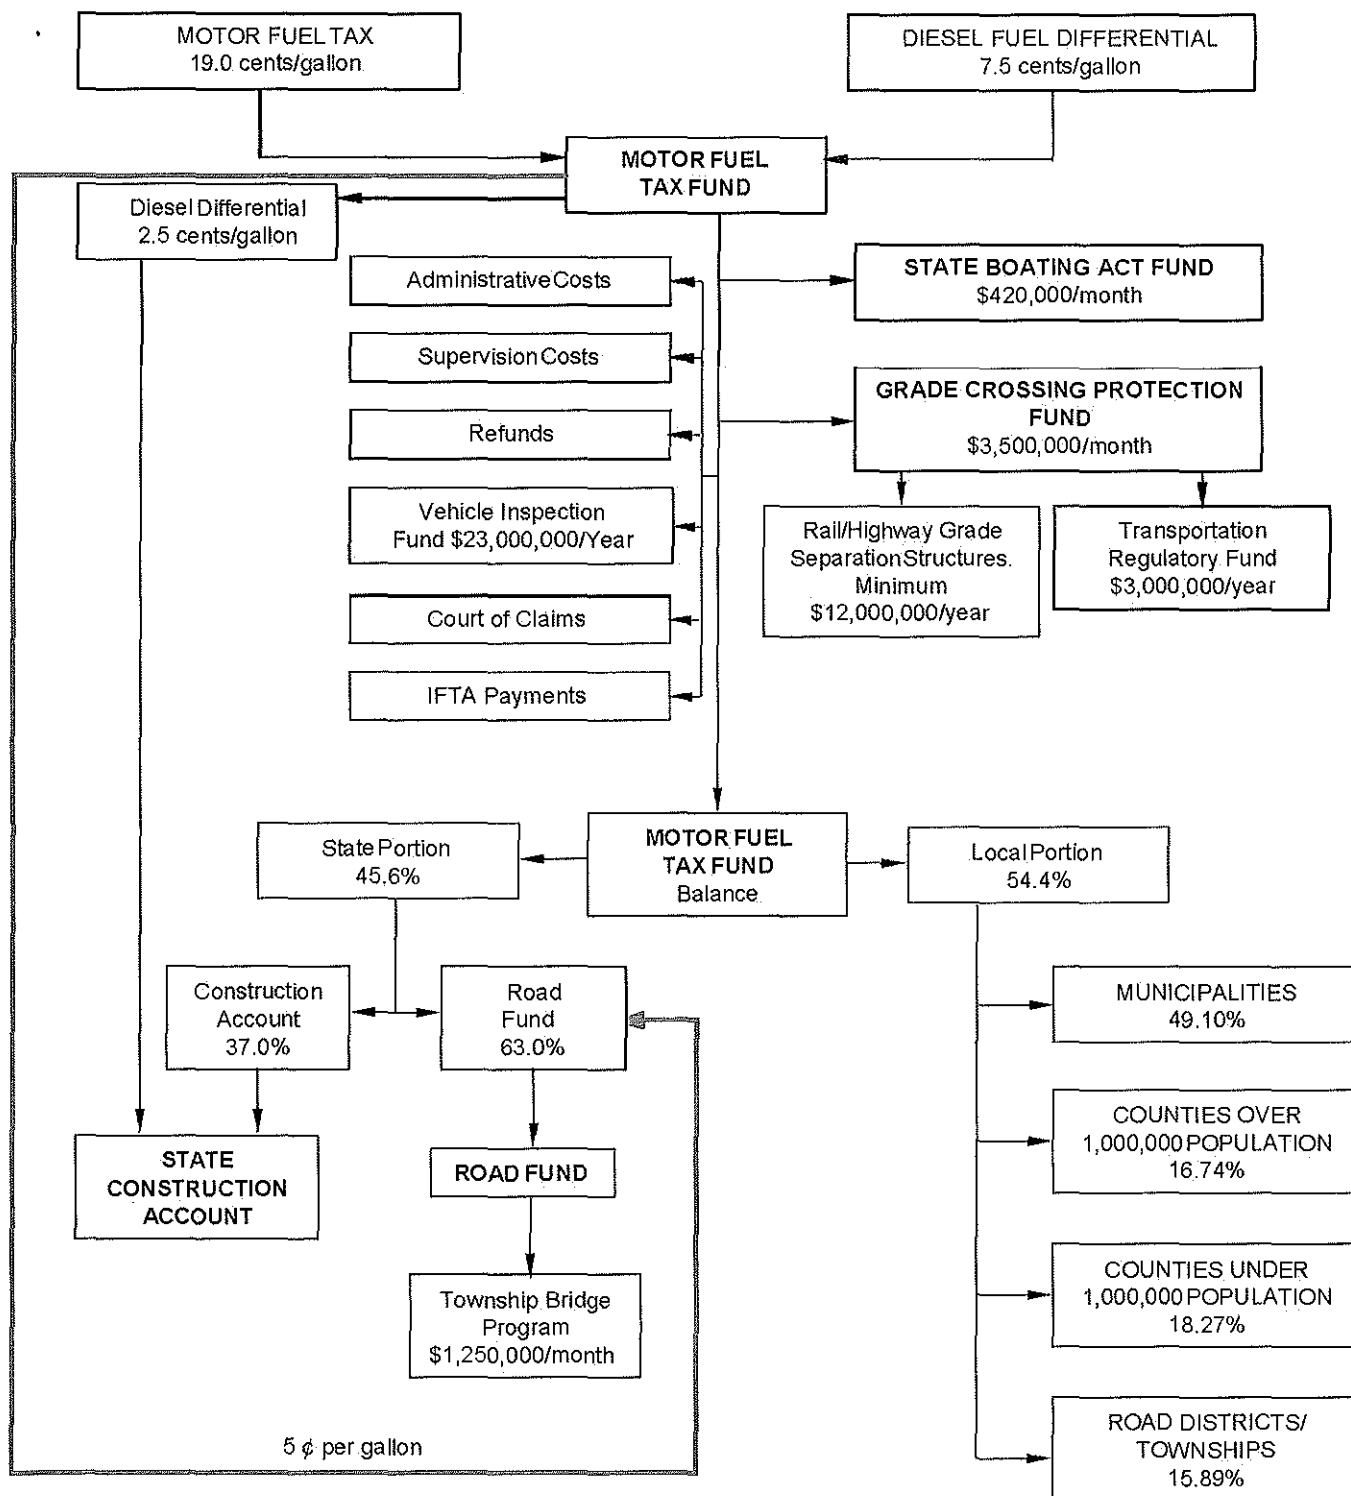 MOTOR FUEL TAX
19.0 cents/gallon
DIESEL FUEL DIFFERENTIAL
7.5 cents/gallon
MOTOR FUEL
TAX FUND
Diesel Differential
2.5 cents/gallon
Administrative Costs
STATE BOATING ACT FUND
$420,000/month
Supervision Costs
GRADE CROSSING PROTECTION
FUND
$3,500,000/month
Refunds
Vehicle Inspection
Fund $23,000,000/Year
Rail/Highway Grade
Separation Structures.
Minimum
$12,000,000/year
Transportation
Regulatory Fund
$3,000,000/year
Court of Claims
IFTA Payments
State Portion
45.6%
MOTOR FUEL
TAX FUND
Balance
Local Portion
54.4%
Construction
Account
37.0%
Road
Fund
63.0%
MUNICIPALITIES
49.10%
COUNTIES OVER
1,000,000 POPULATION
16.74%
STATE
CONSTRUCTION
ACCOUNT
ROAD FUND
Township Bridge
Program
$1,250,000/month
COUNTIES UNDER
1,000,000 POPULATION
18.27%
5 ¢ per gallon
ROAD DISTRICTS/
TOWNSHIPS
15.89%